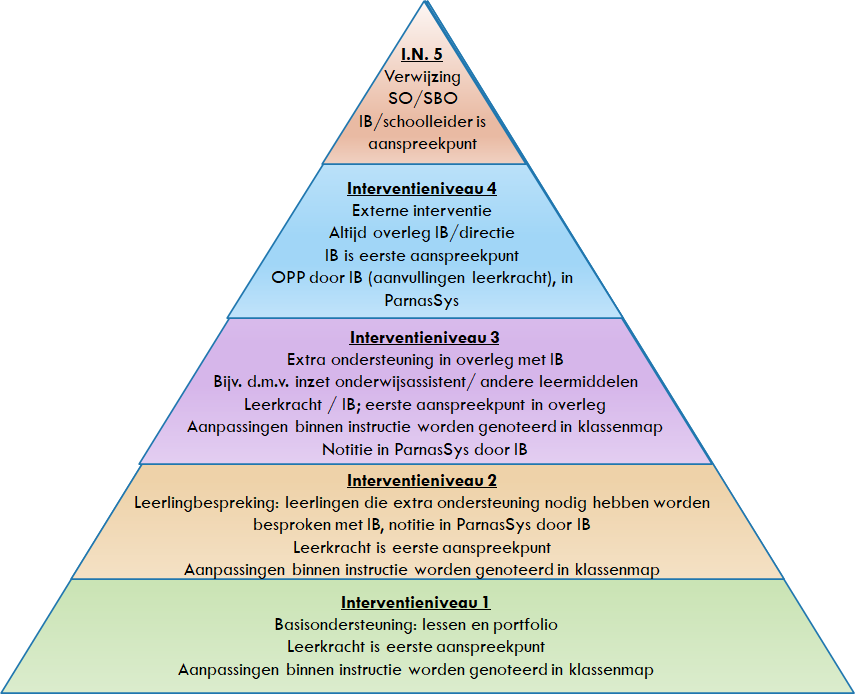 I.N. 5
Verwijzing
SO/SBO
IB/schoolleider is
aanspreekpunt
Interventieniveau 4
Externe interventie
Altijd overleg IB/directie
IB is eerste aanspreekpunt
OPP door IB (aanvullingen leerkracht), in
ParnasSys
Interventieniveau 3
Extra ondersteuning in overleg met IB
Bijv. d.m.v. inzet onderwijsassistent/ andere leermiddelen
Leerkracht / IB; eerste aanspreekpunt in overleg
Aanpassingen binnen instructie worden genoteerd in klassenmap
Notitie in ParnasSys door IB
Interventieniveau 2
Leerlingbespreking: leerlingen die extra ondersteuning nodig hebben worden
besproken met IB, notitie in ParnasSys door IB
Leerkracht is eerste aanspreekpunt
Aanpassingen binnen instructie worden genoteerd in klassenmap
Interventieniveau 1
Basisondersteuning: lessen en portfolio
Leerkracht is eerste aanspreekpunt
Aanpassingen binnen instructie worden genoteerd in klassenmap